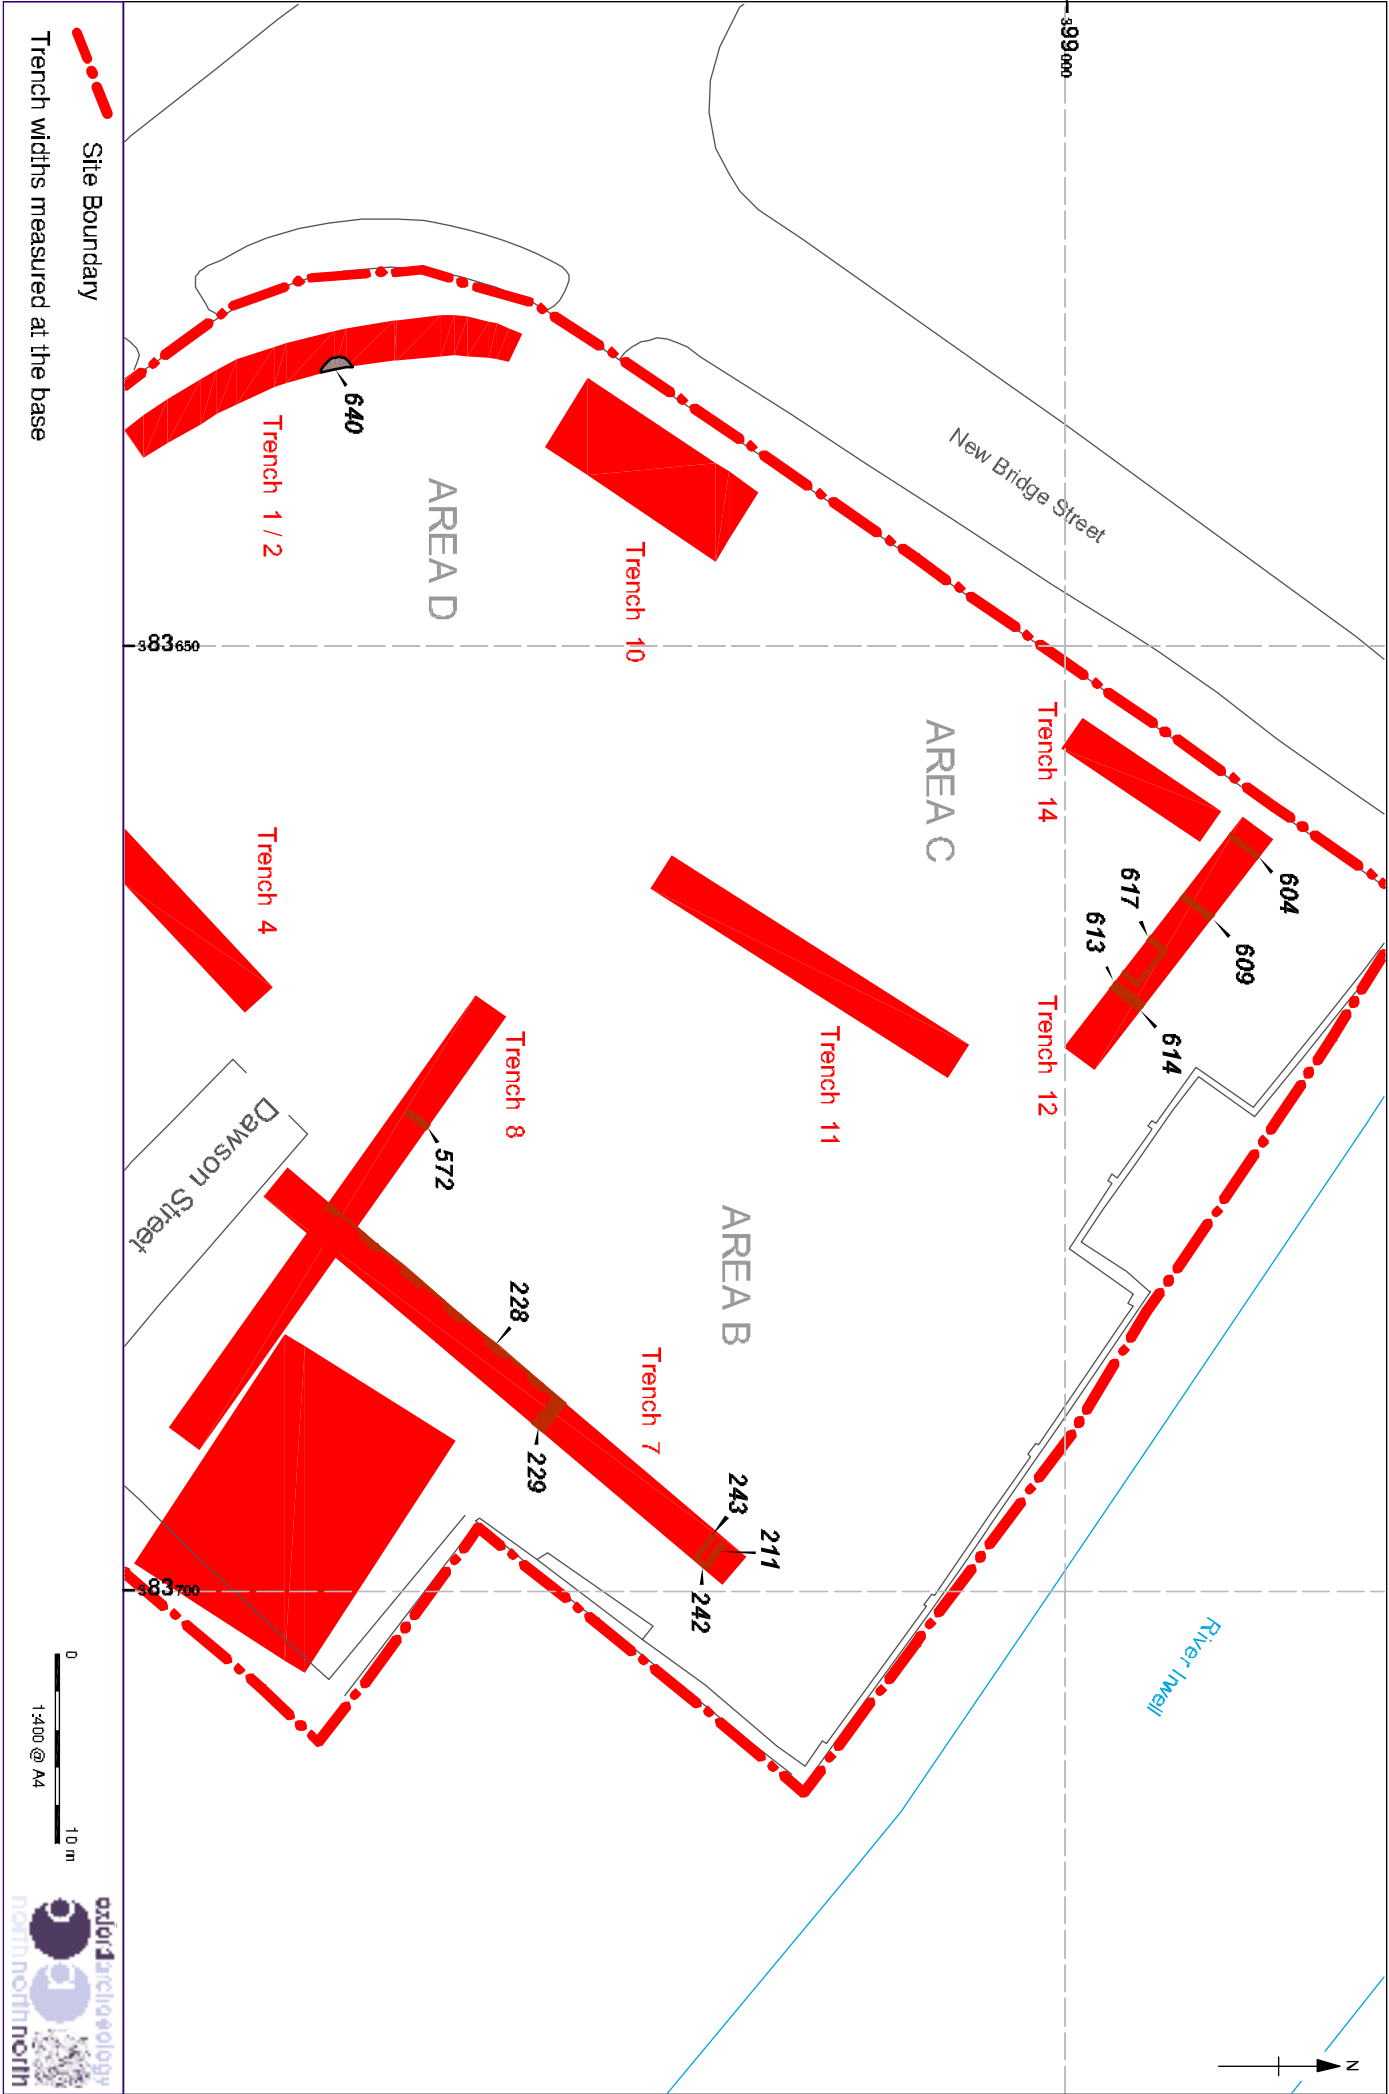 399000
New Bridge Street
N
604
609
617
613
614
Trench 14
Trench 12
AREA C
River Irwell
Trench 11
AREA B
Trench 10
Trench 7
243
211
242
Trench 8
228
229
572
AREA D
640
Trench 1 / 2
Trench 4
Dawson Street
383650
383700
Site Boundary
Trench widths measured at the base
0
10 m
1:400 @ A4
oxfordarchaeology
north north north